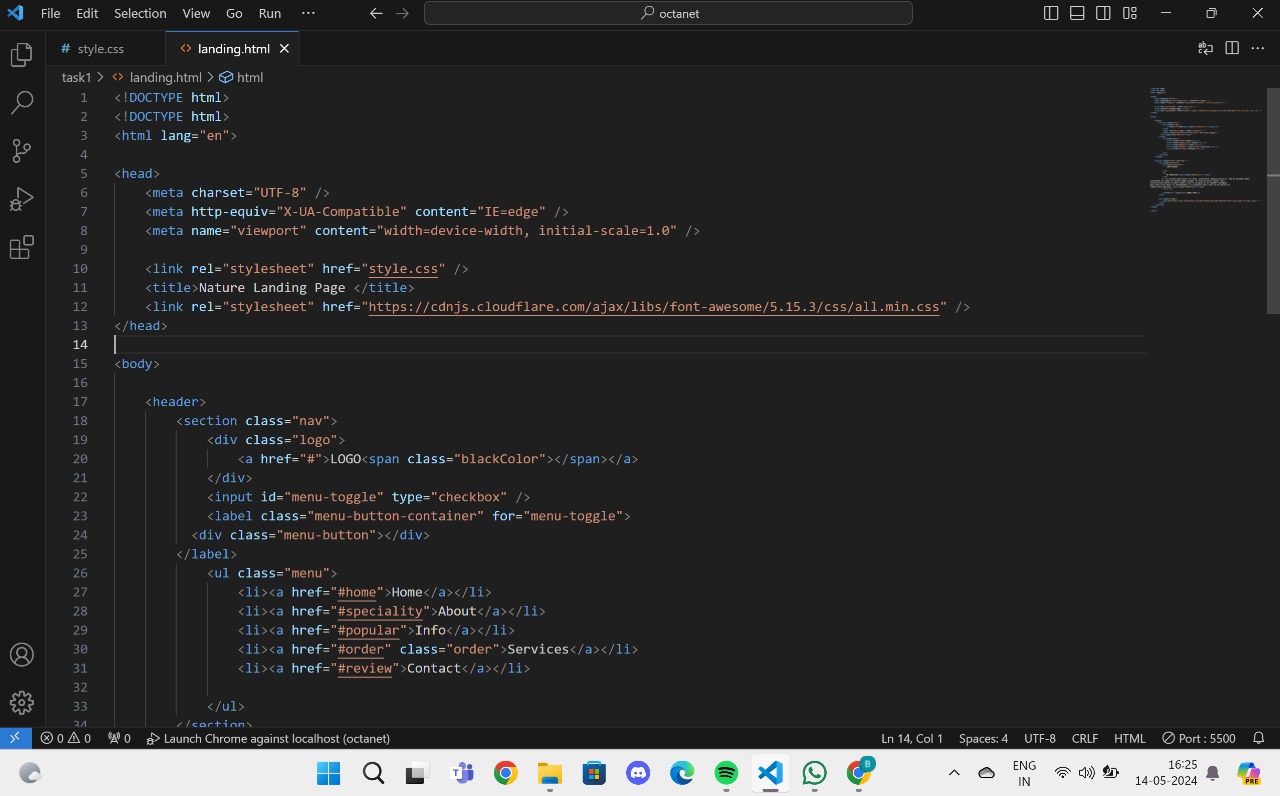 File Edit Selection View Go Run ··· octanet
# style.css <> landing.html
task1 > <> landing.html > html
1 <!DOCTYPE html>
2 <!DOCTYPE html>
3 <html lang="en">
4
5 <head>
6 <meta charset="UTF-8" />
7 <meta http-equiv="X-UA-Compatible" content="IE=edge" />
8 <meta name="viewport" content="width=device-width, initial-scale=1.0" />
9
10 <link rel="stylesheet" href="style.css" />
11 <title>Nature Landing Page </title>
12 <link rel="stylesheet" href="https://cdnjs.cloudflare.com/ajax/libs/font-awesome/5.15.3/css/all.min.css" />
13 </head>
14
15 <body>
16
17 <header>
18 <section class="nav">
19 <div class="logo">
20 <a href="#">LOGO<span class="blackColor"></span></a>
21 </div>
22 <input id="menu-toggle" type="checkbox" />
23 <label class="menu-button-container" for="menu-toggle">
24 <div class="menu-button"></div>
25 </label>
26 <ul class="menu">
27 <li><a href="#home">Home</a></li>
28 <li><a href="#speciality">About</a></li>
29 <li><a href="#popular">Info</a></li>
30 <li><a href="#order" class="order">Services</a></li>
31 <li><a href="#review">Contact</a></li>
32
33 </ul>
34 </section>
0 0 0 Launch Chrome against localhost (octanet) Ln 14, Col 1 Spaces: 4 UTF-8 CRLF HTML Port : 5500
B ENG 16:25
IN 14-05-2024 PRE